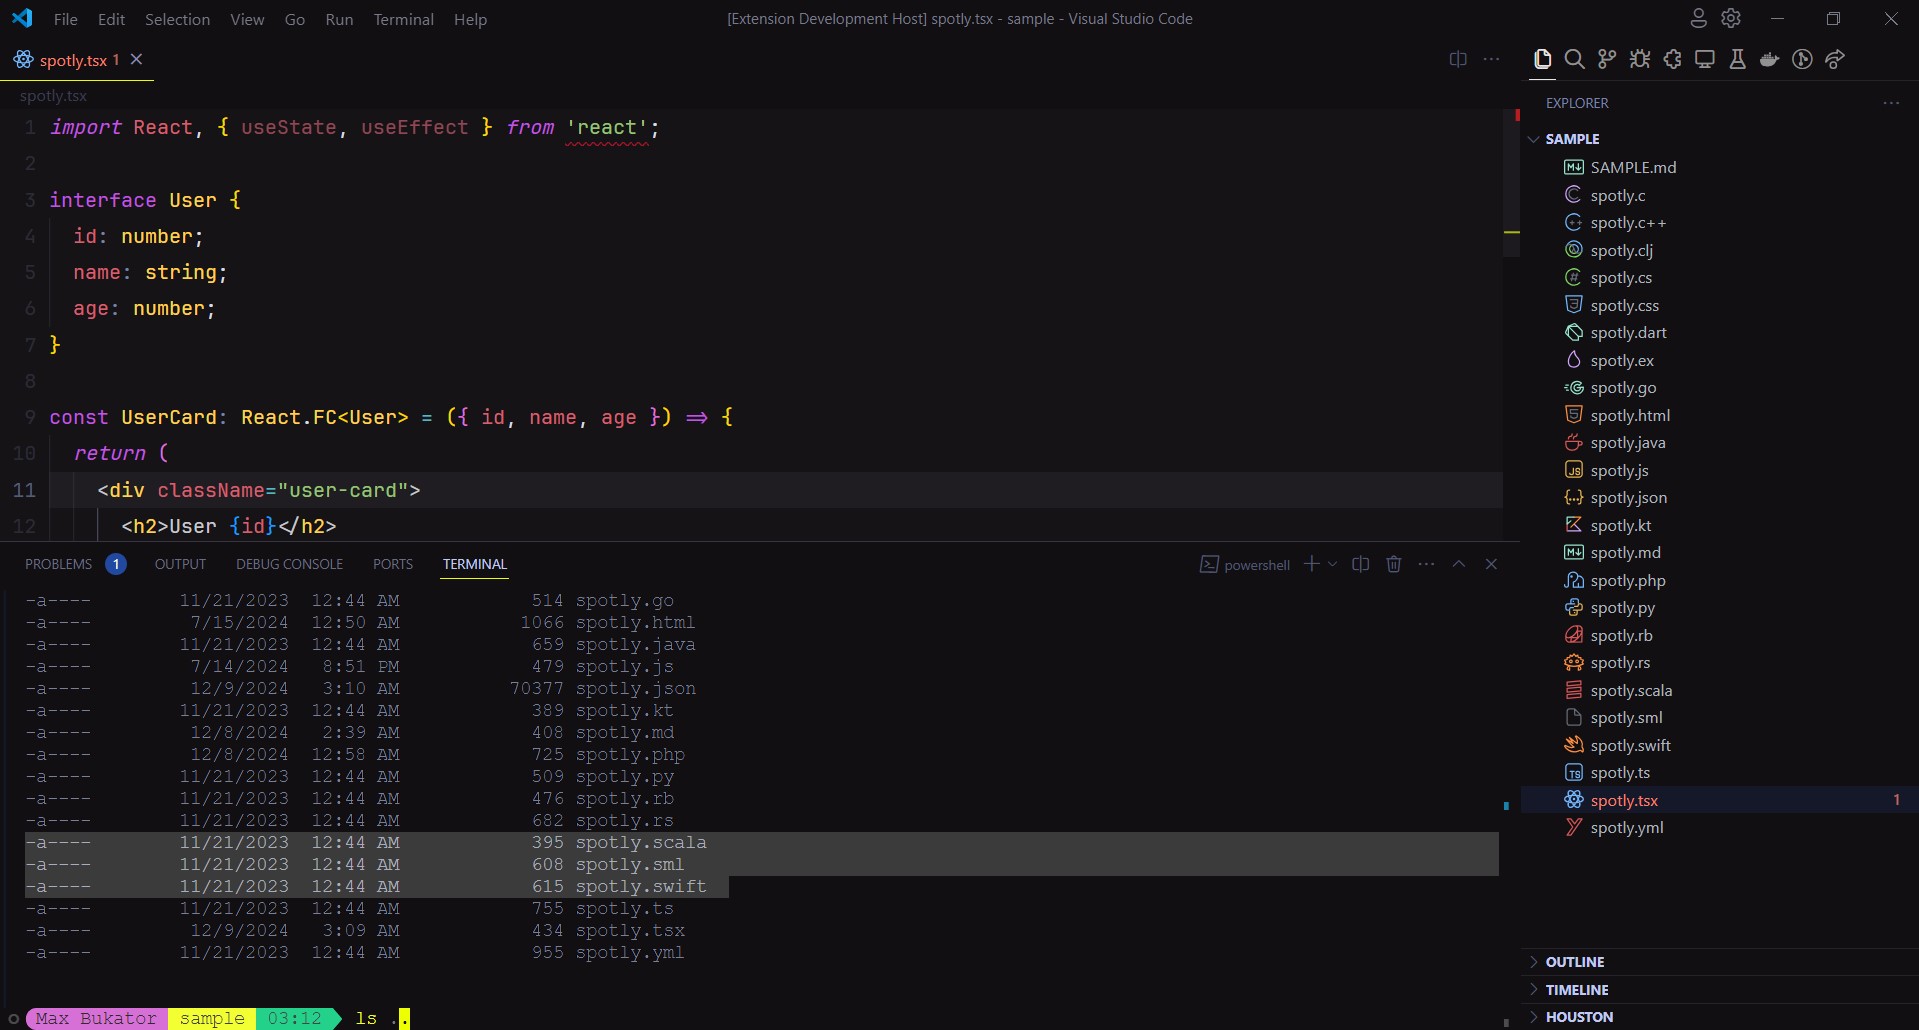 File Edit Selection View Go Run Terminal Help
[Extension Development Host] spotly.tsx - sample - Visual Studio Code
spotly.tsx 1
spotly.tsx
1 import React, { useState, useEffect } from 'react';
2
3 interface User {
4 id: number;
5 name: string;
6 age: number;
7 }
8
9 const UserCard: React.FC<User> = ({ id, name, age }) => {
10 return (
11 <div className="user-card">
12 <h2>User {id}</h2>
PROBLEMS 1 OUTPUT DEBUG CONSOLE PORTS TERMINAL
powershell
-a---- 11/21/2023 12:44 AM 514 spotly.go
-a---- 7/15/2024 12:50 AM 1066 spotly.html
-a---- 11/21/2023 12:44 AM 659 spotly.java
-a---- 7/14/2024 8:51 PM 479 spotly.js
-a---- 12/9/2024 3:10 AM 70377 spotly.json
-a---- 11/21/2023 12:44 AM 389 spotly.kt
-a---- 12/8/2024 2:39 AM 408 spotly.md
-a---- 12/8/2024 12:58 AM 725 spotly.php
-a---- 11/21/2023 12:44 AM 509 spotly.py
-a---- 11/21/2023 12:44 AM 476 spotly.rb
-a---- 11/21/2023 12:44 AM 682 spotly.rs
-a---- 11/21/2023 12:44 AM 395 spotly.scala
-a---- 11/21/2023 12:44 AM 608 spotly.sml
-a---- 11/21/2023 12:44 AM 615 spotly.swift
-a---- 11/21/2023 12:44 AM 755 spotly.ts
-a---- 12/9/2024 3:09 AM 434 spotly.tsx
-a---- 11/21/2023 12:44 AM 955 spotly.yml
Max Bukator sample 03:12 ls ..
EXPLORER
SAMPLE
SAMPLE.md
spotly.c
spotly.c++
spotly.clj
spotly.cs
spotly.css
spotly.dart
spotly.ex
spotly.go
spotly.html
spotly.java
spotly.js
spotly.json
spotly.kt
spotly.md
spotly.php
spotly.py
spotly.rb
spotly.rs
spotly.scala
spotly.sml
spotly.swift
spotly.ts
spotly.tsx 1
spotly.yml
OUTLINE
TIMELINE
HOUSTON